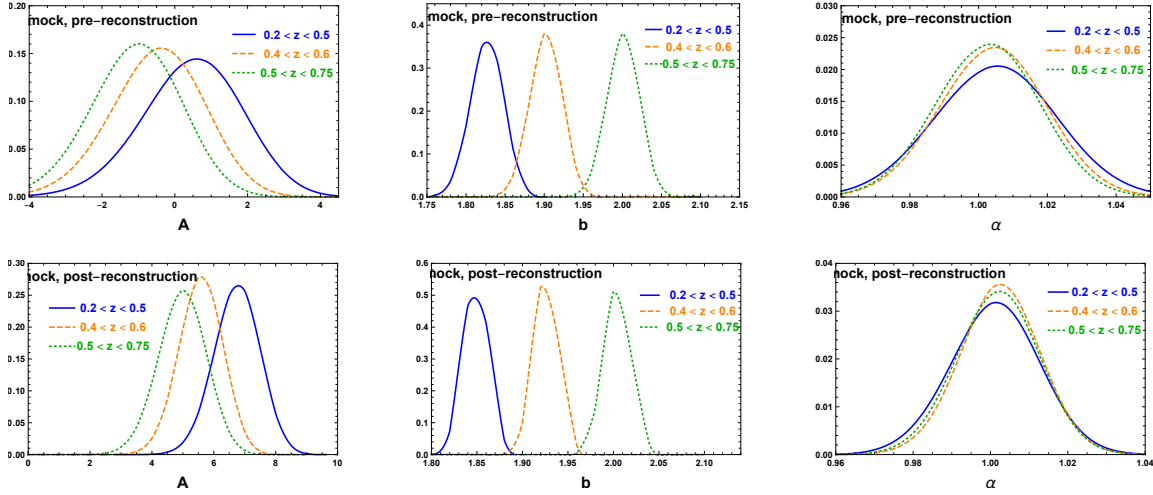 mock, pre-reconstruction
0.2 < z < 0.5
0.4 < z < 0.6
0.5 < z < 0.75
0.20
0.15
0.10
0.05
0.00
-4 -2 0 2 4
A
mock, pre-reconstruction
0.2 < z < 0.5
0.4 < z < 0.6
0.5 < z < 0.75
0.4
0.3
0.2
0.1
0.0
1.75 1.80 1.85 1.90 1.95 2.00 2.05 2.10 2.15
b
mock, pre-reconstruction
0.2 < z < 0.5
0.4 < z < 0.6
0.5 < z < 0.75
0.030
0.025
0.020
0.015
0.010
0.005
0.000
0.96 0.98 1.00 1.02 1.04
α
mock, post-reconstruction
0.2 < z < 0.5
0.4 < z < 0.6
0.5 < z < 0.75
0.30
0.25
0.20
0.15
0.10
0.05
0.00
0 2 4 6 8 10
A
mock, post-reconstruction
0.2 < z < 0.5
0.4 < z < 0.6
0.5 < z < 0.75
0.6
0.5
0.4
0.3
0.2
0.1
0.0
1.80 1.85 1.90 1.95 2.00 2.05 2.10
b
mock, post-reconstruction
0.2 < z < 0.5
0.4 < z < 0.6
0.5 < z < 0.75
0.04
0.03
0.02
0.01
0.00
0.96 0.98 1.00 1.02 1.04
α